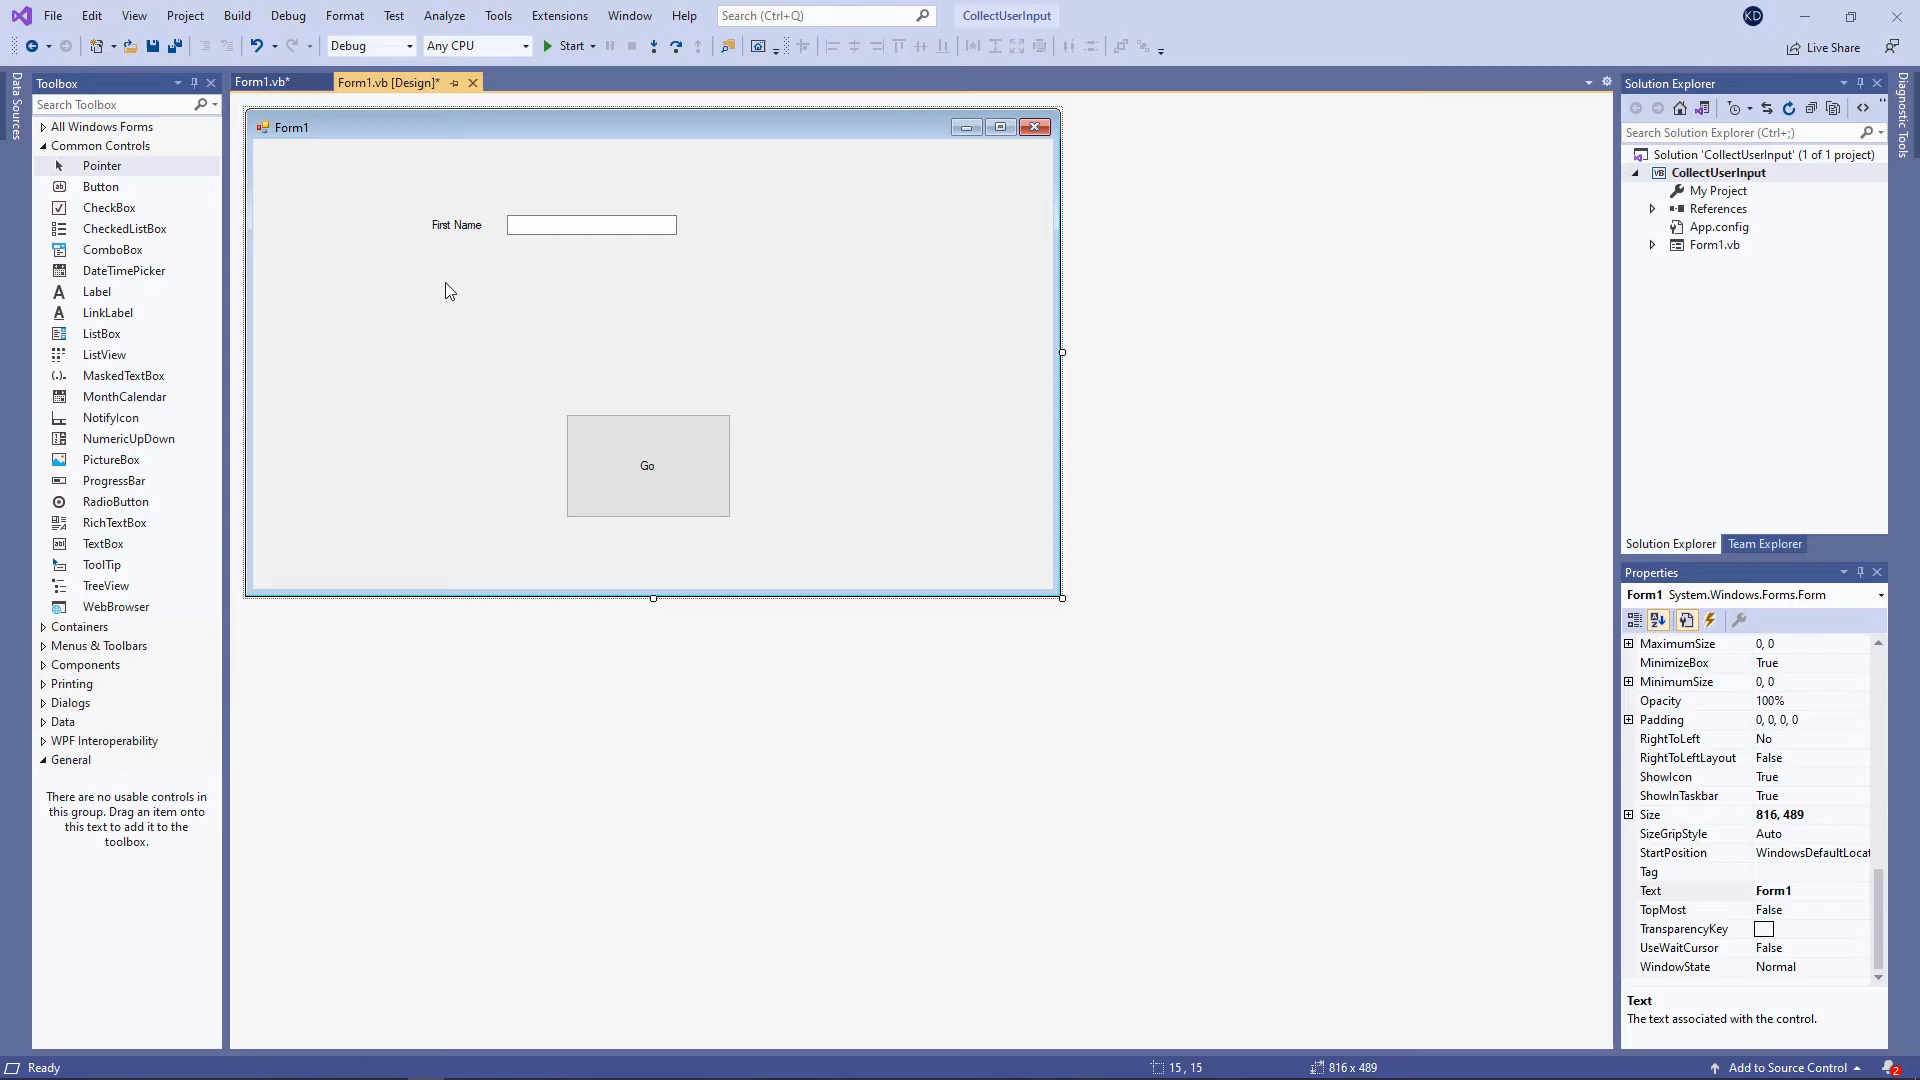 File Edit View Project Build Debug Format Test Analyze Tools Extensions Window Help Search (Ctrl+Q) CollectUserInput KD
Debug Any CPU Start Live Share
Data Sources
Toolbox
Search Toolbox
All Windows Forms
Common Controls
Pointer
Button
CheckBox
CheckedListBox
ComboBox
DateTimePicker
Label
LinkLabel
ListBox
ListView
MaskedTextBox
MonthCalendar
NotifyIcon
NumericUpDown
PictureBox
ProgressBar
RadioButton
RichTextBox
TextBox
ToolTip
TreeView
WebBrowser
Containers
Menus & Toolbars
Components
Printing
Dialogs
Data
WPF Interoperability
General
There are no usable controls in
this group. Drag an item onto
this text to add it to the
toolbox.
Form1.vb* Form1.vb [Design]*
Form1
First Name
Go
Solution Explorer
Search Solution Explorer (Ctrl+;)
Solution 'CollectUserInput' (1 of 1 project)
CollectUserInput
My Project
References
App.config
Form1.vb
Solution Explorer Team Explorer
Diagnostic Tools
Properties
Form1 System.Windows.Forms.Form
MaximumSize 0, 0
MinimizeBox True
MinimumSize 0, 0
Opacity 100%
Padding 0, 0, 0, 0
RightToLeft No
RightToLeftLayout False
ShowIcon True
ShowInTaskbar True
Size 816, 489
SizeGripStyle Auto
StartPosition WindowsDefaultLocat
Tag
Text Form1
TopMost False
TransparencyKey
UseWaitCursor False
WindowState Normal
Text
The text associated with the control.
Ready 15 , 15 816 x 489 Add to Source Control 2